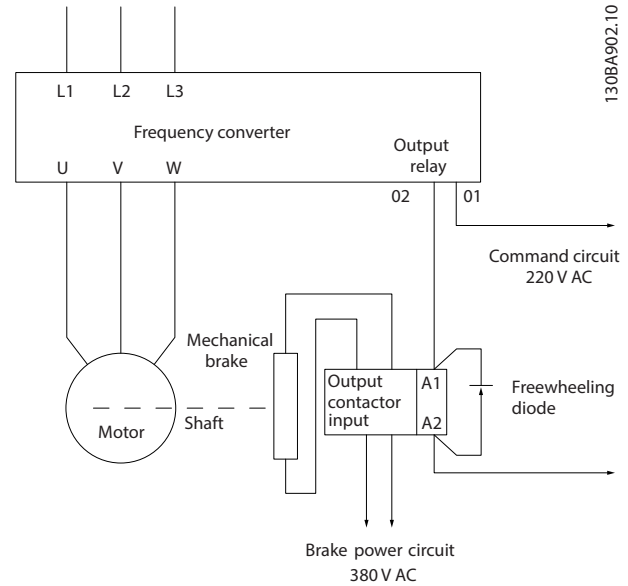 130BA902.10
L1 L2 L3
Frequency converter
Output
relay
U V W
02 01
Command circuit
220 V AC
Mechanical
brake
Output
contactor
input
A1
A2
Freewheeling
diode
Shaft
Motor
Brake power circuit
380 V AC